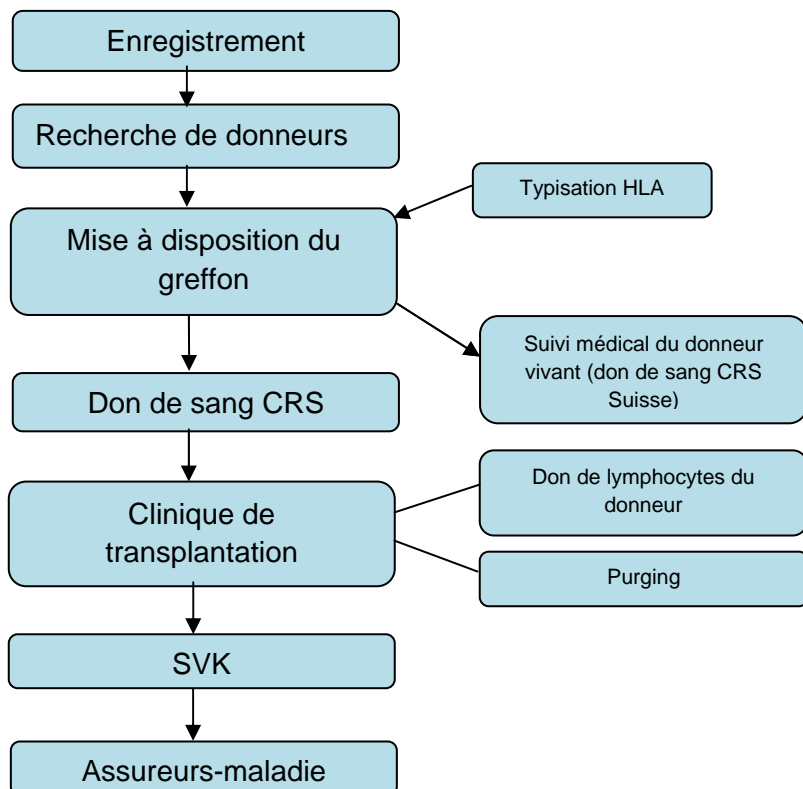 Enregistrement
Recherche de donneurs
Typisation HLA
Mise à disposition du
greffon
Suivi médical du donneur
vivant (don de sang CRS
Suisse)
Don de sang CRS
Don de lymphocytes du
donneur
Clinique de
transplantation
Purging
SVK
Assureurs-maladie